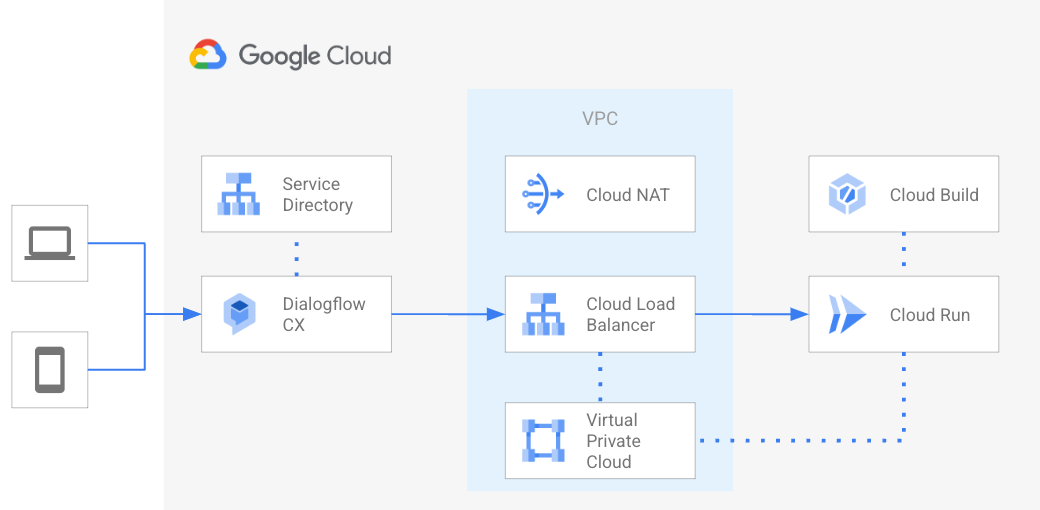 Google Cloud
VPC
Service
Directory
Cloud NAT
Cloud Build
Dialogflow
CX
Cloud Load
Balancer
Cloud Run
Virtual
Private
Cloud